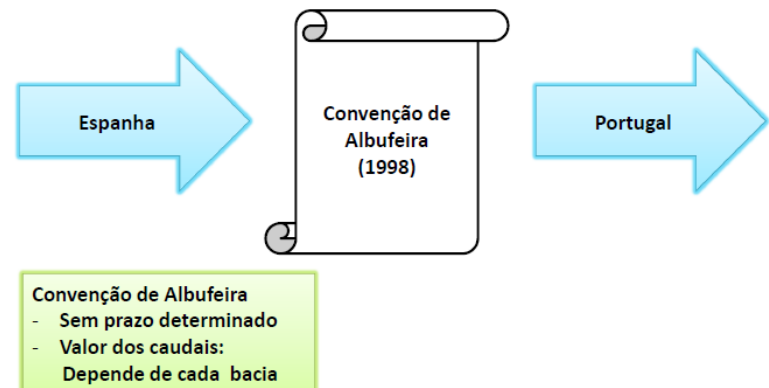 Espanha
Convenção de
Albufeira
(1998)
Portugal
Convenção de Albufeira
- Sem prazo determinado
- Valor dos caudais:
Depende de cada bacia